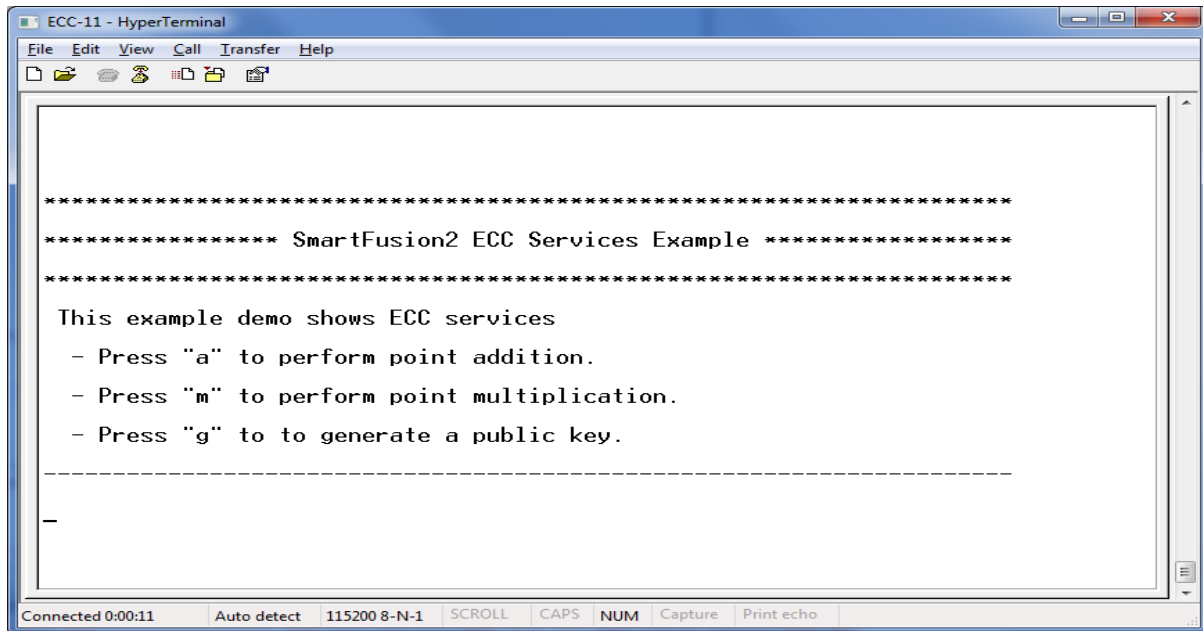 ECC-11 - HyperTerminal
File Edit View Call Transfer Help
**********************************************************************
***************** SmartFusion2 ECC Services Example ******************
**********************************************************************
This example demo shows ECC services
- Press "a" to perform point addition.
- Press "m" to perform point multiplication.
- Press "g" to to generate a public key.
----------------------------------------------------------------------
_
Connected 0:00:11 Auto detect 115200 8-N-1 SCROLL CAPS NUM Capture Print echo